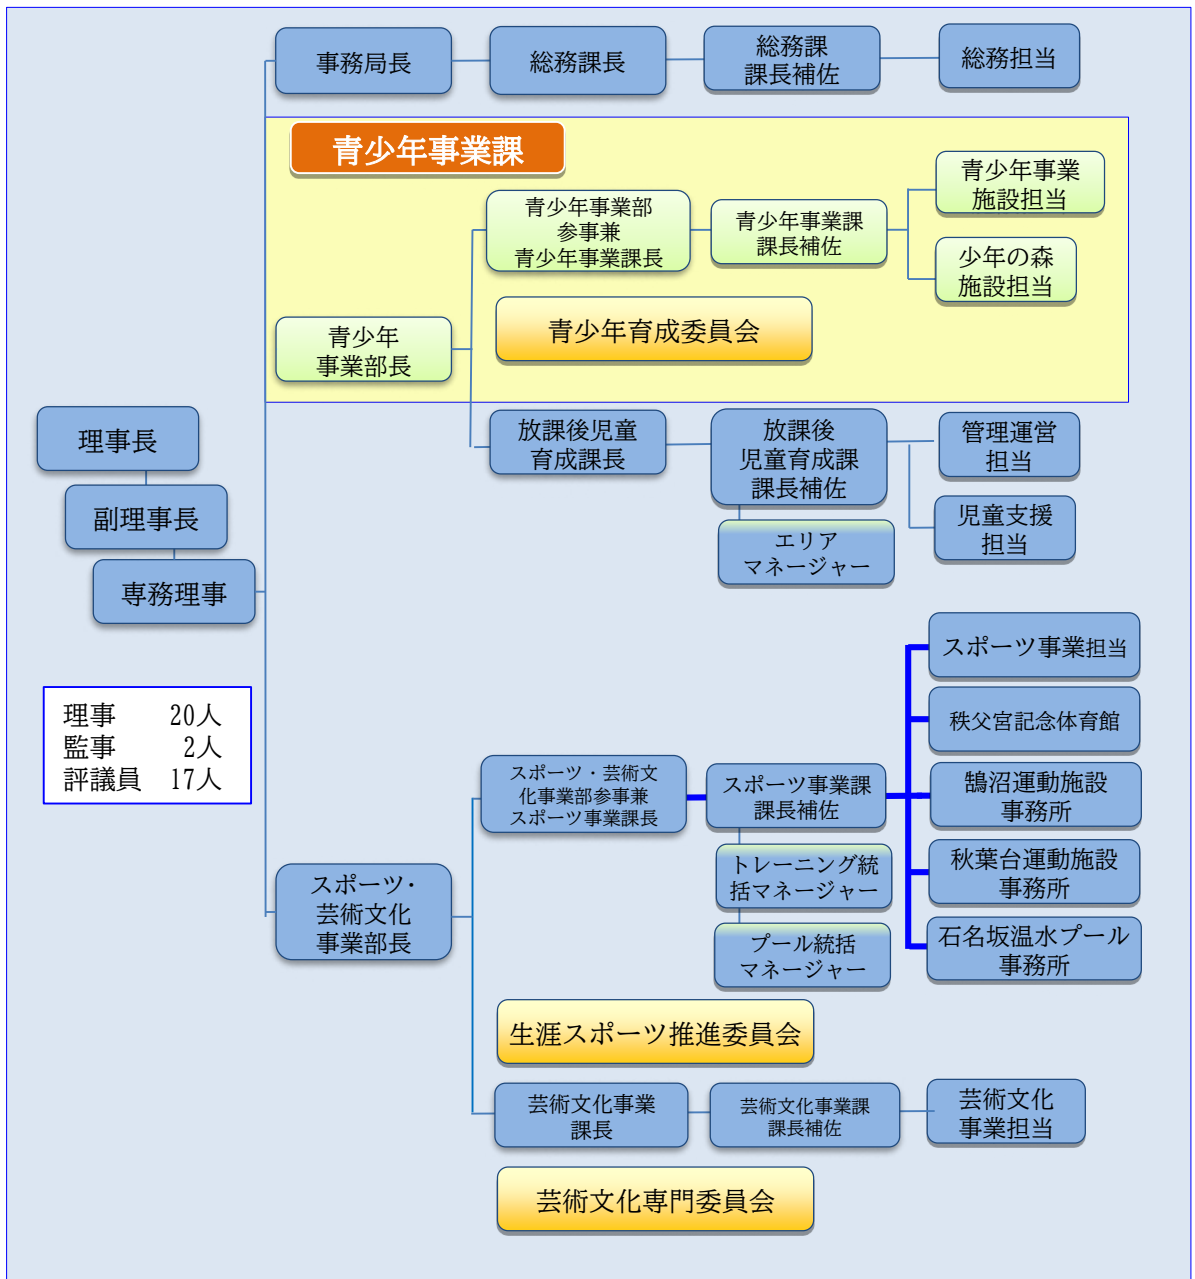 事務局長
総務課長
総務課
課長補佐
総務担当
青少年事業課
青少年事業部
参事兼
青少年事業課長
青少年事業課
課長補佐
青少年事業
施設担当
少年の森
施設担当
青少年育成委員会
青少年
事業部長
放課後児童
育成課長
放課後
児童育成課
課長補佐
管理運営
担当
児童支援
担当
エリア
マネージャー
理事長
副理事長
専務理事
理事 20人
監事 2人
評議員 17人
スポーツ事業担当
秩父宮記念体育館
鵠沼運動施設
事務所
秋葉台運動施設
事務所
石名坂温水プール
事務所
スポーツ・芸術文
化事業部参事兼
スポーツ事業課長
スポーツ事業課
課長補佐
トレーニング統
括マネージャー
プール統括
マネージャー
スポーツ・
芸術文化
事業部長
生涯スポーツ推進委員会
芸術文化事業
課長
芸術文化事業課
課長補佐
芸術文化
事業担当
芸術文化専門委員会